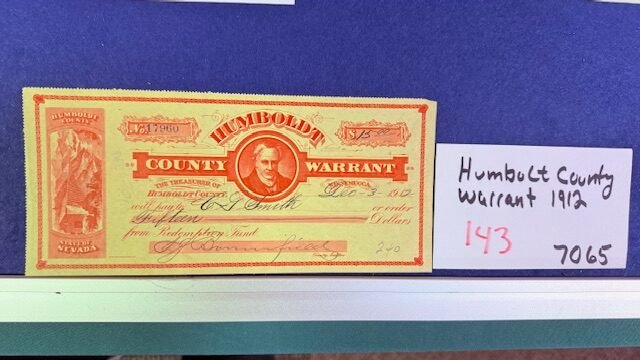 HUMBOLDT
COUNTY
STATE OF
NEVADA
No. 17960
$15.00
HUMBOLDT
COUNTY WARRANT
THE TREASURER OF
HUMBOLDT COUNTY
WINNEMUCCA, Dec-3-1912
will pay to C S Smith or order
Fifteen Dollars
from Redemption Fund
240
Humbolt County
Warrant 1912
143
7065